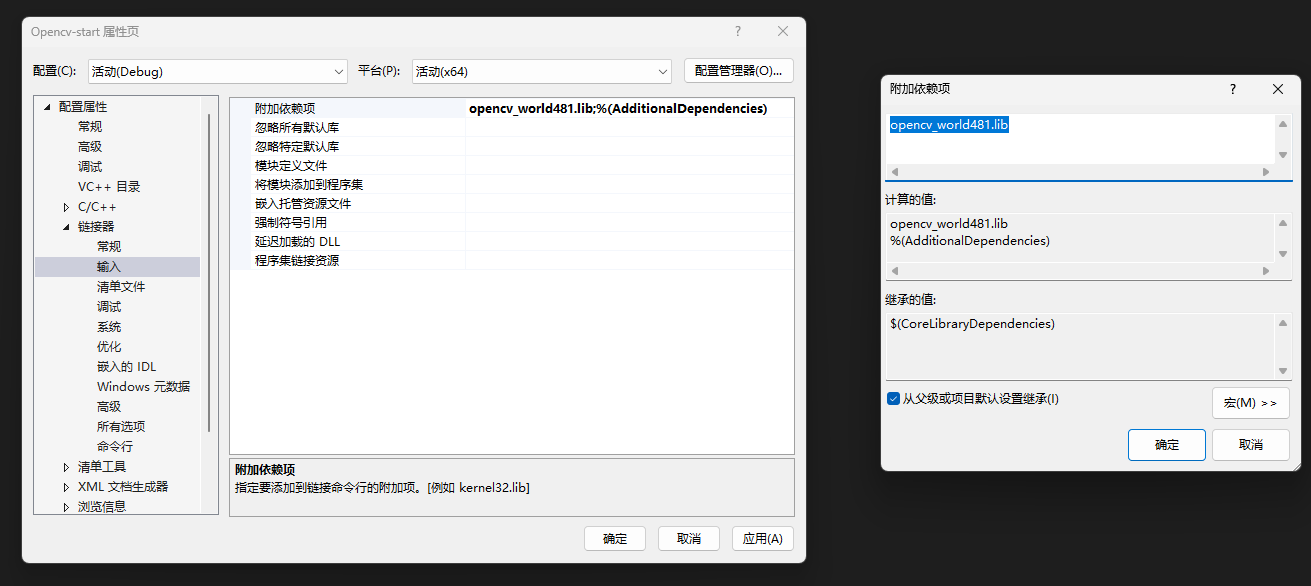 Opencv-start 属性页
?
配置(C):
活动(Debug)
平台(P):
活动(x64)
配置管理器(O)...
配置属性
常规
高级
调试
VC++ 目录
C/C++
链接器
常规
输入
清单文件
调试
系统
优化
嵌入的 IDL
Windows 元数据
高级
所有选项
命令行
清单工具
XML 文档生成器
浏览信息
附加依赖项 opencv_world481.lib;%(AdditionalDependencies)
忽略所有默认库
忽略特定默认库
模块定义文件
将模块添加到程序集
嵌入托管资源文件
强制符号引用
延迟加载的 DLL
程序集链接资源
附加依赖项
指定要添加到链接命令行的附加项。[例如 kernel32.lib]
确定
取消
应用(A)
附加依赖项
?
opencv_world481.lib
计算的值:
opencv_world481.lib
%(AdditionalDependencies)
继承的值:
$(CoreLibraryDependencies)
从父级或项目默认设置继承(I)
宏(M) >>
确定
取消